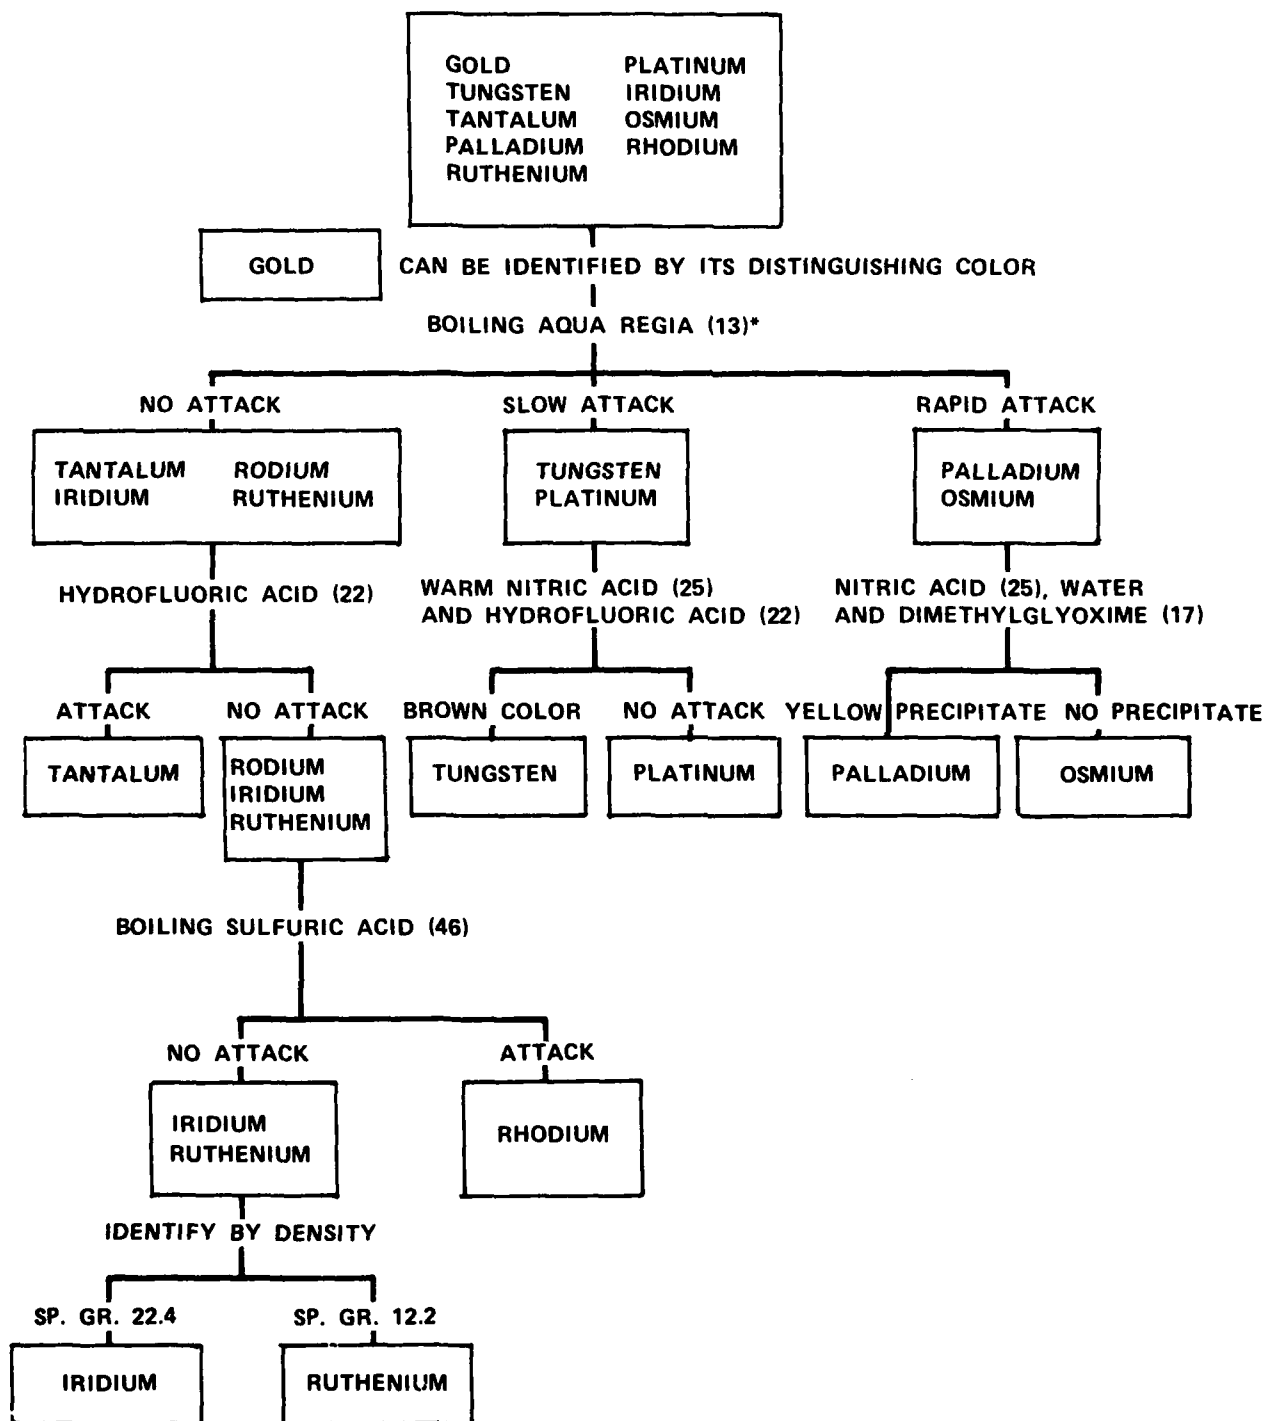 GOLD PLATINUM
TUNGSTEN IRIDIUM
TANTALUM OSMIUM
PALLADIUM RHODIUM
RUTHENIUM
GOLD CAN BE IDENTIFIED BY ITS DISTINGUISHING COLOR
BOILING AQUA REGIA (13)*
NO ATTACK SLOW ATTACK RAPID ATTACK
TANTALUM RODIUM TUNGSTEN PALLADIUM
IRIDIUM RUTHENIUM PLATINUM OSMIUM
HYDROFLUORIC ACID (22) WARM NITRIC ACID (25) NITRIC ACID (25), WATER
AND HYDROFLUORIC ACID (22) AND DIMETHYLGLYOXIME (17)
ATTACK NO ATTACK BROWN COLOR NO ATTACK YELLOW PRECIPITATE NO PRECIPITATE
TANTALUM RODIUM TUNGSTEN PLATINUM PALLADIUM OSMIUM
IRIDIUM
RUTHENIUM
BOILING SULFURIC ACID (46)
NO ATTACK ATTACK
IRIDIUM RHODIUM
RUTHENIUM
IDENTIFY BY DENSITY
SP. GR. 22.4 SP. GR. 12.2
IRIDIUM RUTHENIUM